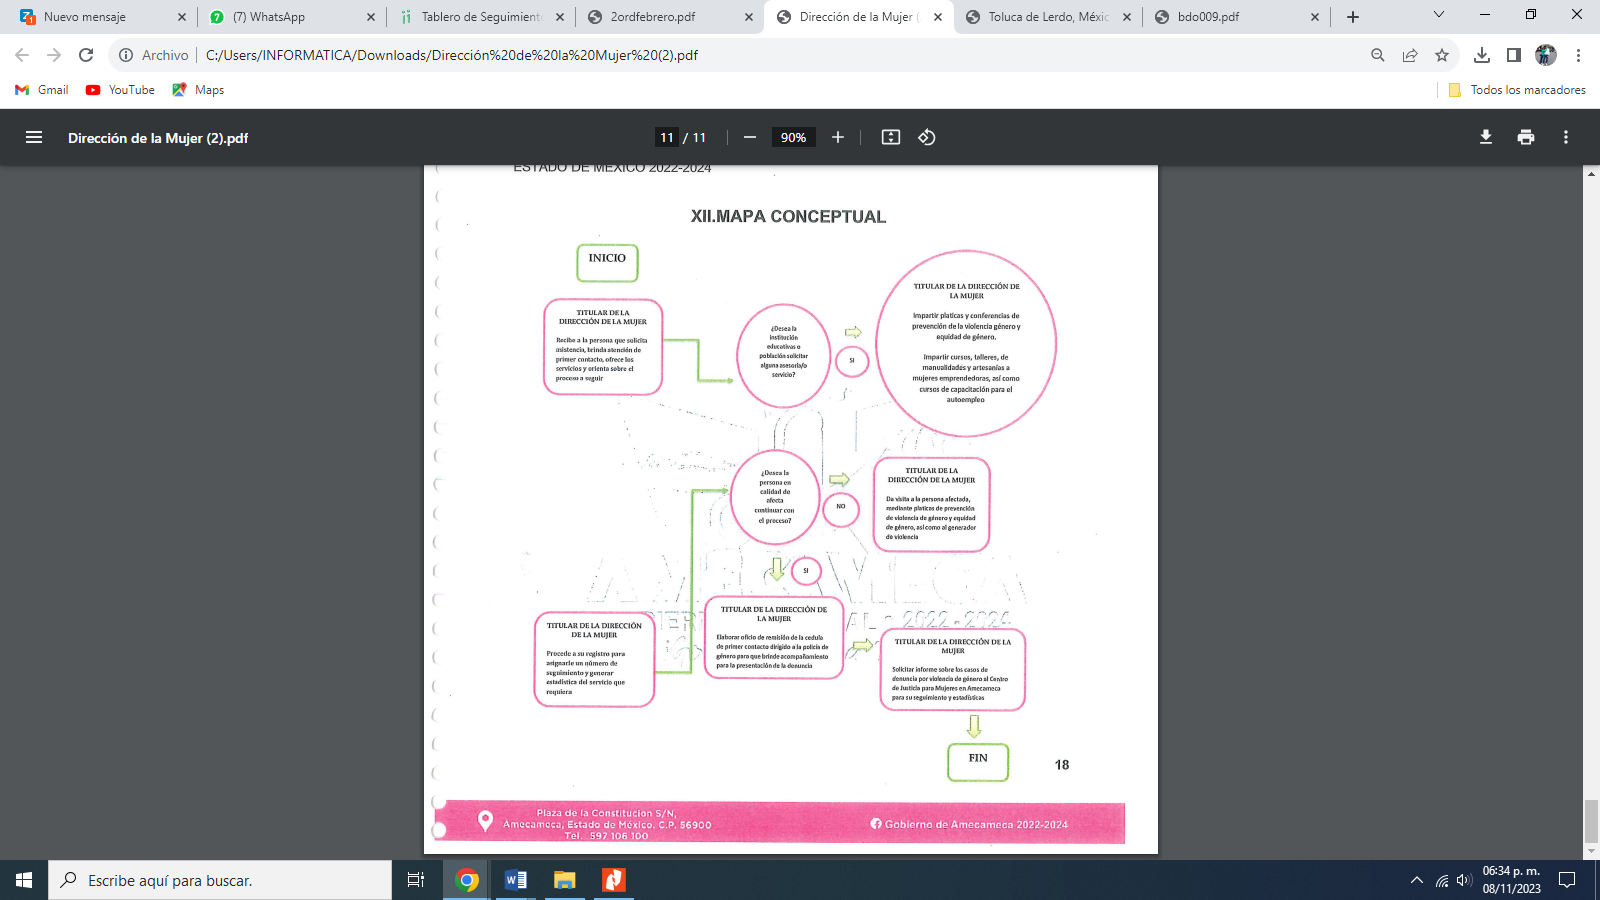 Nuevo mensaje
(7) WhatsApp
Tablero de Seguimiento
2ordfebrero.pdf
Dirección de la Mujer (
Toluca de Lerdo, Méxic
bdo009.pdf
Archivo
C:/Users/INFORMATICA/Downloads/Dirección%20de%20la%20Mujer%20(2).pdf
Gmail
YouTube
Maps
Todos los marcadores
Dirección de la Mujer (2).pdf
11 / 11
90%
ESTADO DE MÉXICO 2022-2024
XII.MAPA CONCEPTUAL
INICIO
TITULAR DE LA
DIRECCIÓN DE LA MUJER
Recibe a la persona que solicita
asistencia, brinda atención de
primer contacto, ofrece los
servicios y orienta sobre el
proceso a seguir
¿Desea la
institución
educativas o
población solicitar
alguna asesoría/o
servicio?
SI
TITULAR DE LA DIRECCIÓN DE
LA MUJER
Impartir platicas y conferencias de
prevención de la violencia género y
equidad de género.
Impartir cursos, talleres, de
manualidades y artesanías a
mujeres emprendedoras, así como
cursos de capacitación para el
autoempleo
¿Desea la
persona en
calidad de
afecta
continuar con
el proceso?
NO
TITULAR DE LA
DIRECCIÓN DE LA MUJER
Da visita a la persona afectada,
mediante platicas de prevención
de violencia de género y equidad
de género, así como al generador
de violencia
SI
TITULAR DE LA DIRECCIÓN
DE LA MUJER
Procede a su registro para
asignarle un número de
seguimiento y generar
estadística del servicio que
requiera
TITULAR DE LA DIRECCIÓN DE
LA MUJER
Elaborar oficio de remisión de la cedula
de primer contacto dirigido a la policía de
género para que brinde acompañamiento
para la presentación de la denuncia
2022-2024
TITULAR DE LA DIRECCIÓN DE LA
MUJER
Solicitar informe sobre los casos de
denuncia por violencia de género al Centro
de Justicia para Mujeres en Amecameca
para su seguimiento y estadísticas
FIN
18
Plaza de la Constitución S/N,
Amecameca, Estado de México. C.P. 56900
Tel. 597 106 100
Gobierno de Amecameca 2022-2024
Escribe aquí para buscar.
06:34 p. m.
08/11/2023